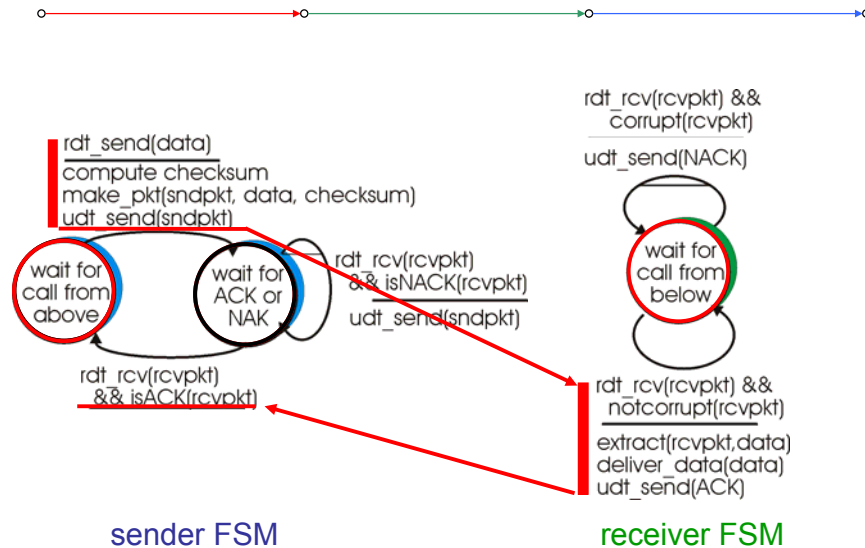 rdt_send(data)
compute checksum
make_pkt(sndpkt, data, checksum)
udt_send(sndpkt)
wait for
call from
above
wait for
ACK or
NAK
rdt_rcv(rcvpkt)
&& isNACK(rcvpkt)
udt_send(sndpkt)
rdt_rcv(rcvpkt)
&& isACK(rcvpkt)
sender FSM
rdt_rcv(rcvpkt) &&
corrupt(rcvpkt)
udt_send(NACK)
wait for
call from
below
rdt_rcv(rcvpkt) &&
notcorrupt(rcvpkt)
extract(rcvpkt,data)
deliver_data(data)
udt_send(ACK)
receiver FSM